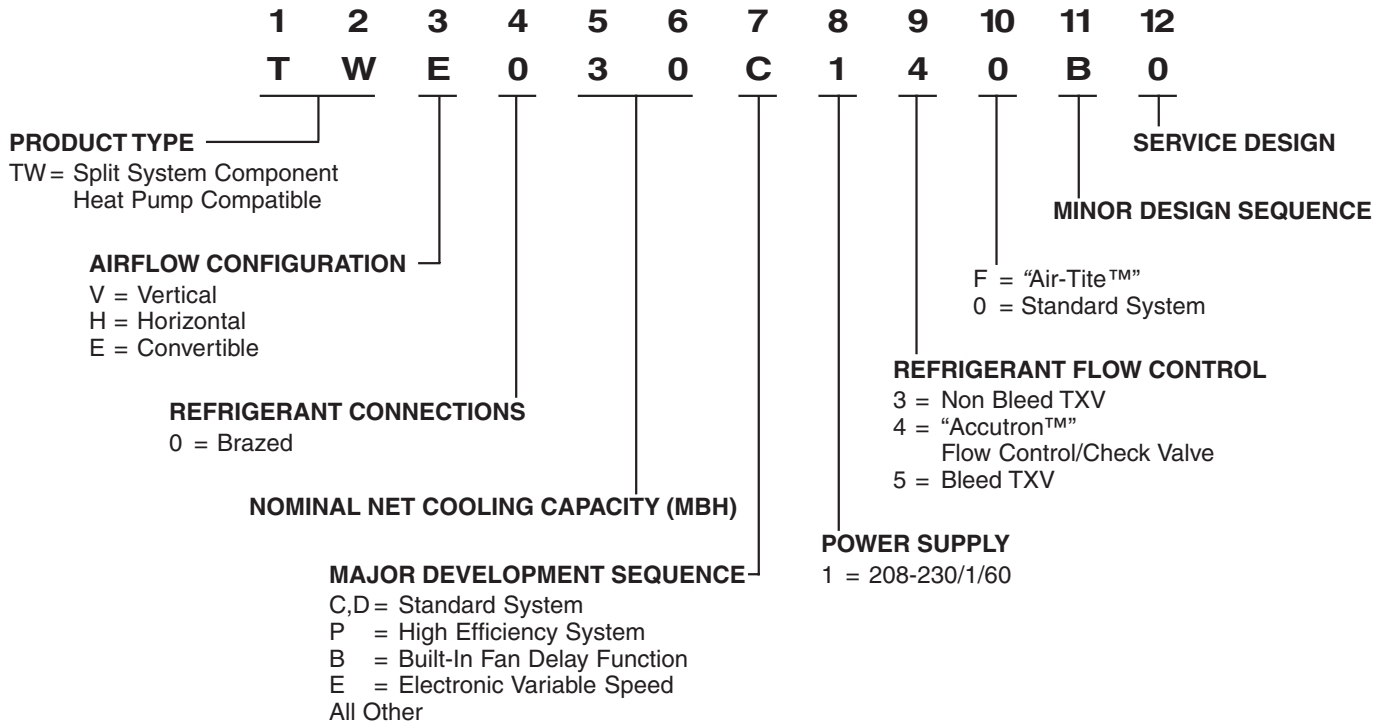 1 2 3 4 5 6 7 8 9 10 11 12
T W E 0 3 0 C 1 4 0 B 0
PRODUCT TYPE
TW = Split System Component
Heat Pump Compatible
AIRFLOW CONFIGURATION
V = Vertical
H = Horizontal
E = Convertible
REFRIGERANT CONNECTIONS
0 = Brazed
NOMINAL NET COOLING CAPACITY (MBH)
MAJOR DEVELOPMENT SEQUENCE
C,D = Standard System
P = High Efficiency System
B = Built-In Fan Delay Function
E = Electronic Variable Speed
All Other
POWER SUPPLY
1 = 208-230/1/60
REFRIGERANT FLOW CONTROL
3 = Non Bleed TXV
4 = “Accutron™”
Flow Control/Check Valve
5 = Bleed TXV
F = “Air-Tite™”
0 = Standard System
MINOR DESIGN SEQUENCE
SERVICE DESIGN